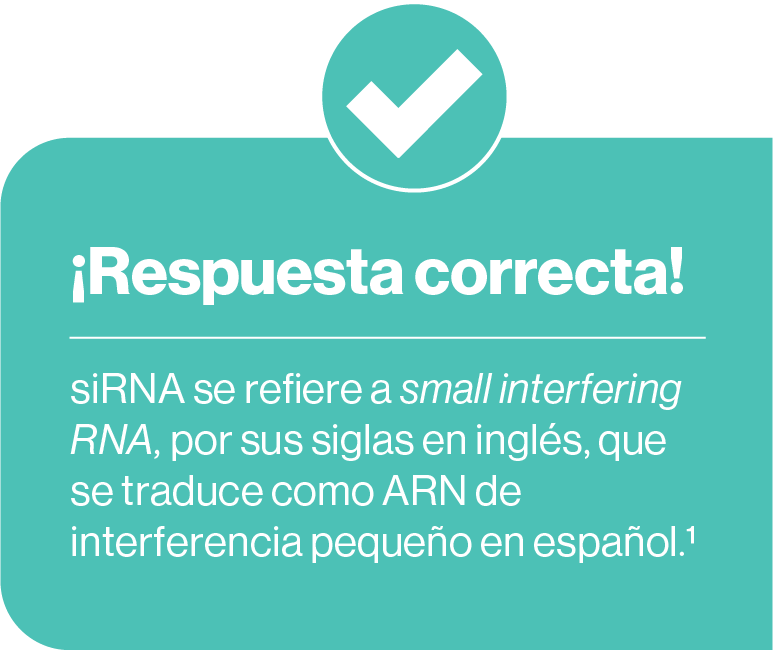 ¡Respuesta correcta!
siRNA se refiere a small interfering
RNA, por sus siglas en inglés, que
se traduce como ARN de
interferencia pequeño en español.¹